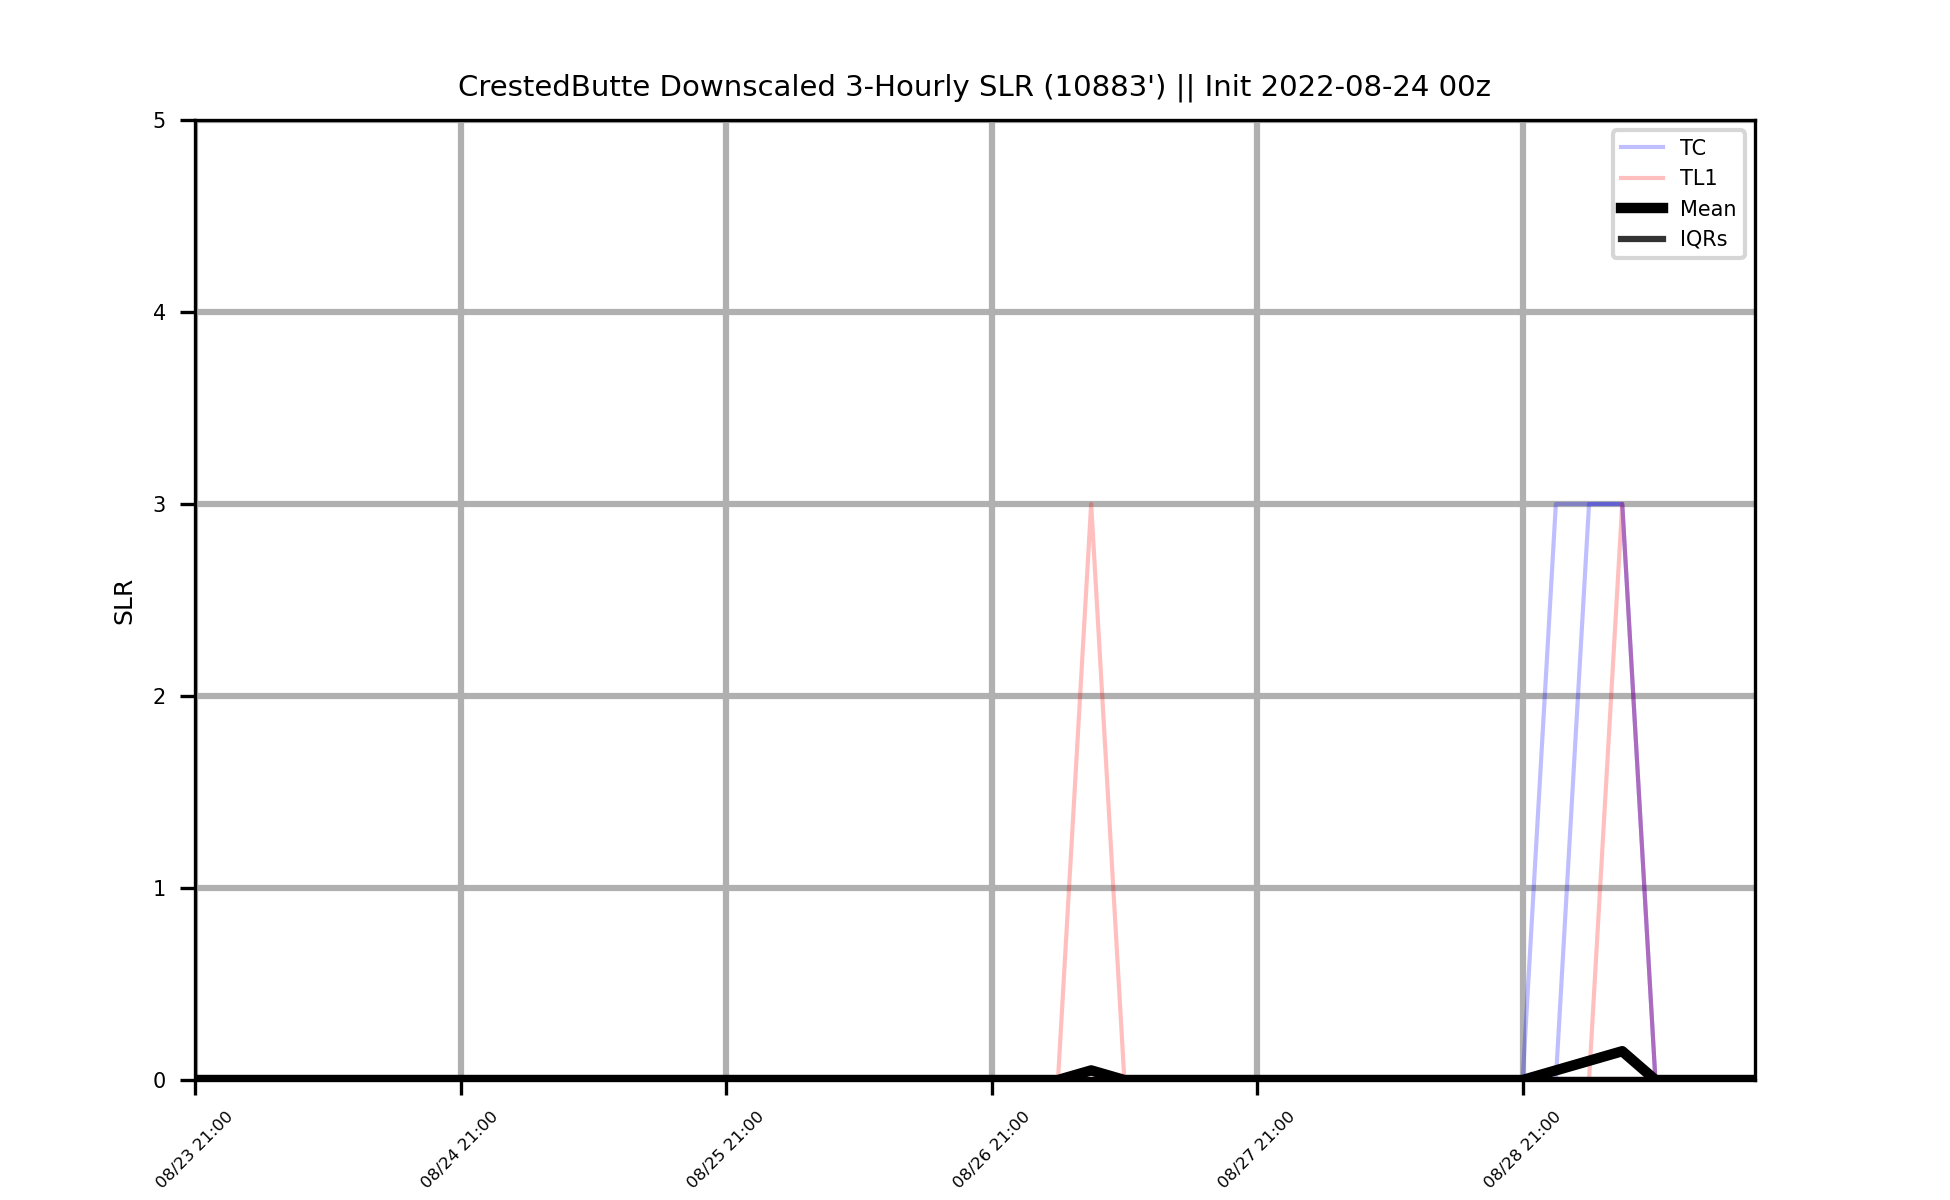 CrestedButte Downscaled 3-Hourly SLR (10883') || Init 2022-08-24 00z
TC
TL1
Mean
IQRs
5
4
3
2
1
0
SLR
08/23 21:00
08/24 21:00
08/25 21:00
08/26 21:00
08/27 21:00
08/28 21:00